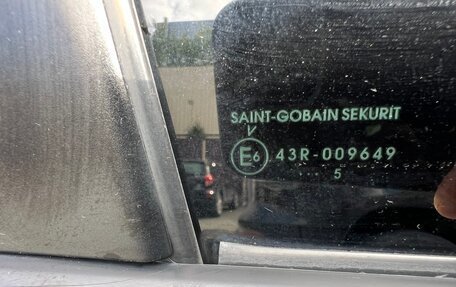 SAINT-GOBAIN SEKURIT
V
E6 43R-009649
··· 5